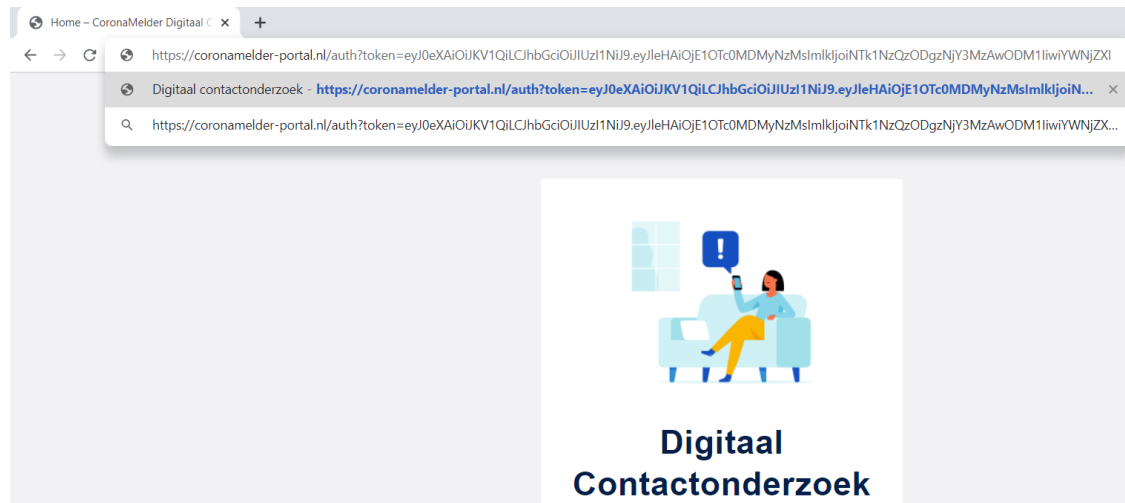 Home – CoronaMelder Digitaal C
https://coronamelder-portal.nl/auth?token=eyJ0eXAiOiJKV1QiLCJhbGciOiJIUzI1NiJ9.eyJleHAiOjE1OTc0MDMyNzMsImlkIjoiNTk1NzQzODgzNjY3MzAwODM1IiwiYWNjZXI
Digitaal contactonderzoek - https://coronamelder-portal.nl/auth?token=eyJ0eXAiOiJKV1QiLCJhbGciOiJIUzI1NiJ9.eyJleHAiOjE1OTc0MDMyNzMsImlkIjoiN...
https://coronamelder-portal.nl/auth?token=eyJ0eXAiOiJKV1QiLCJhbGciOiJIUzI1NiJ9.eyJleHAiOjE1OTc0MDMyNzMsImlkIjoiNTk1NzQzODgzNjY3MzAwODM1IiwiYWNjZX...
!
Digitaal
Contactonderzoek